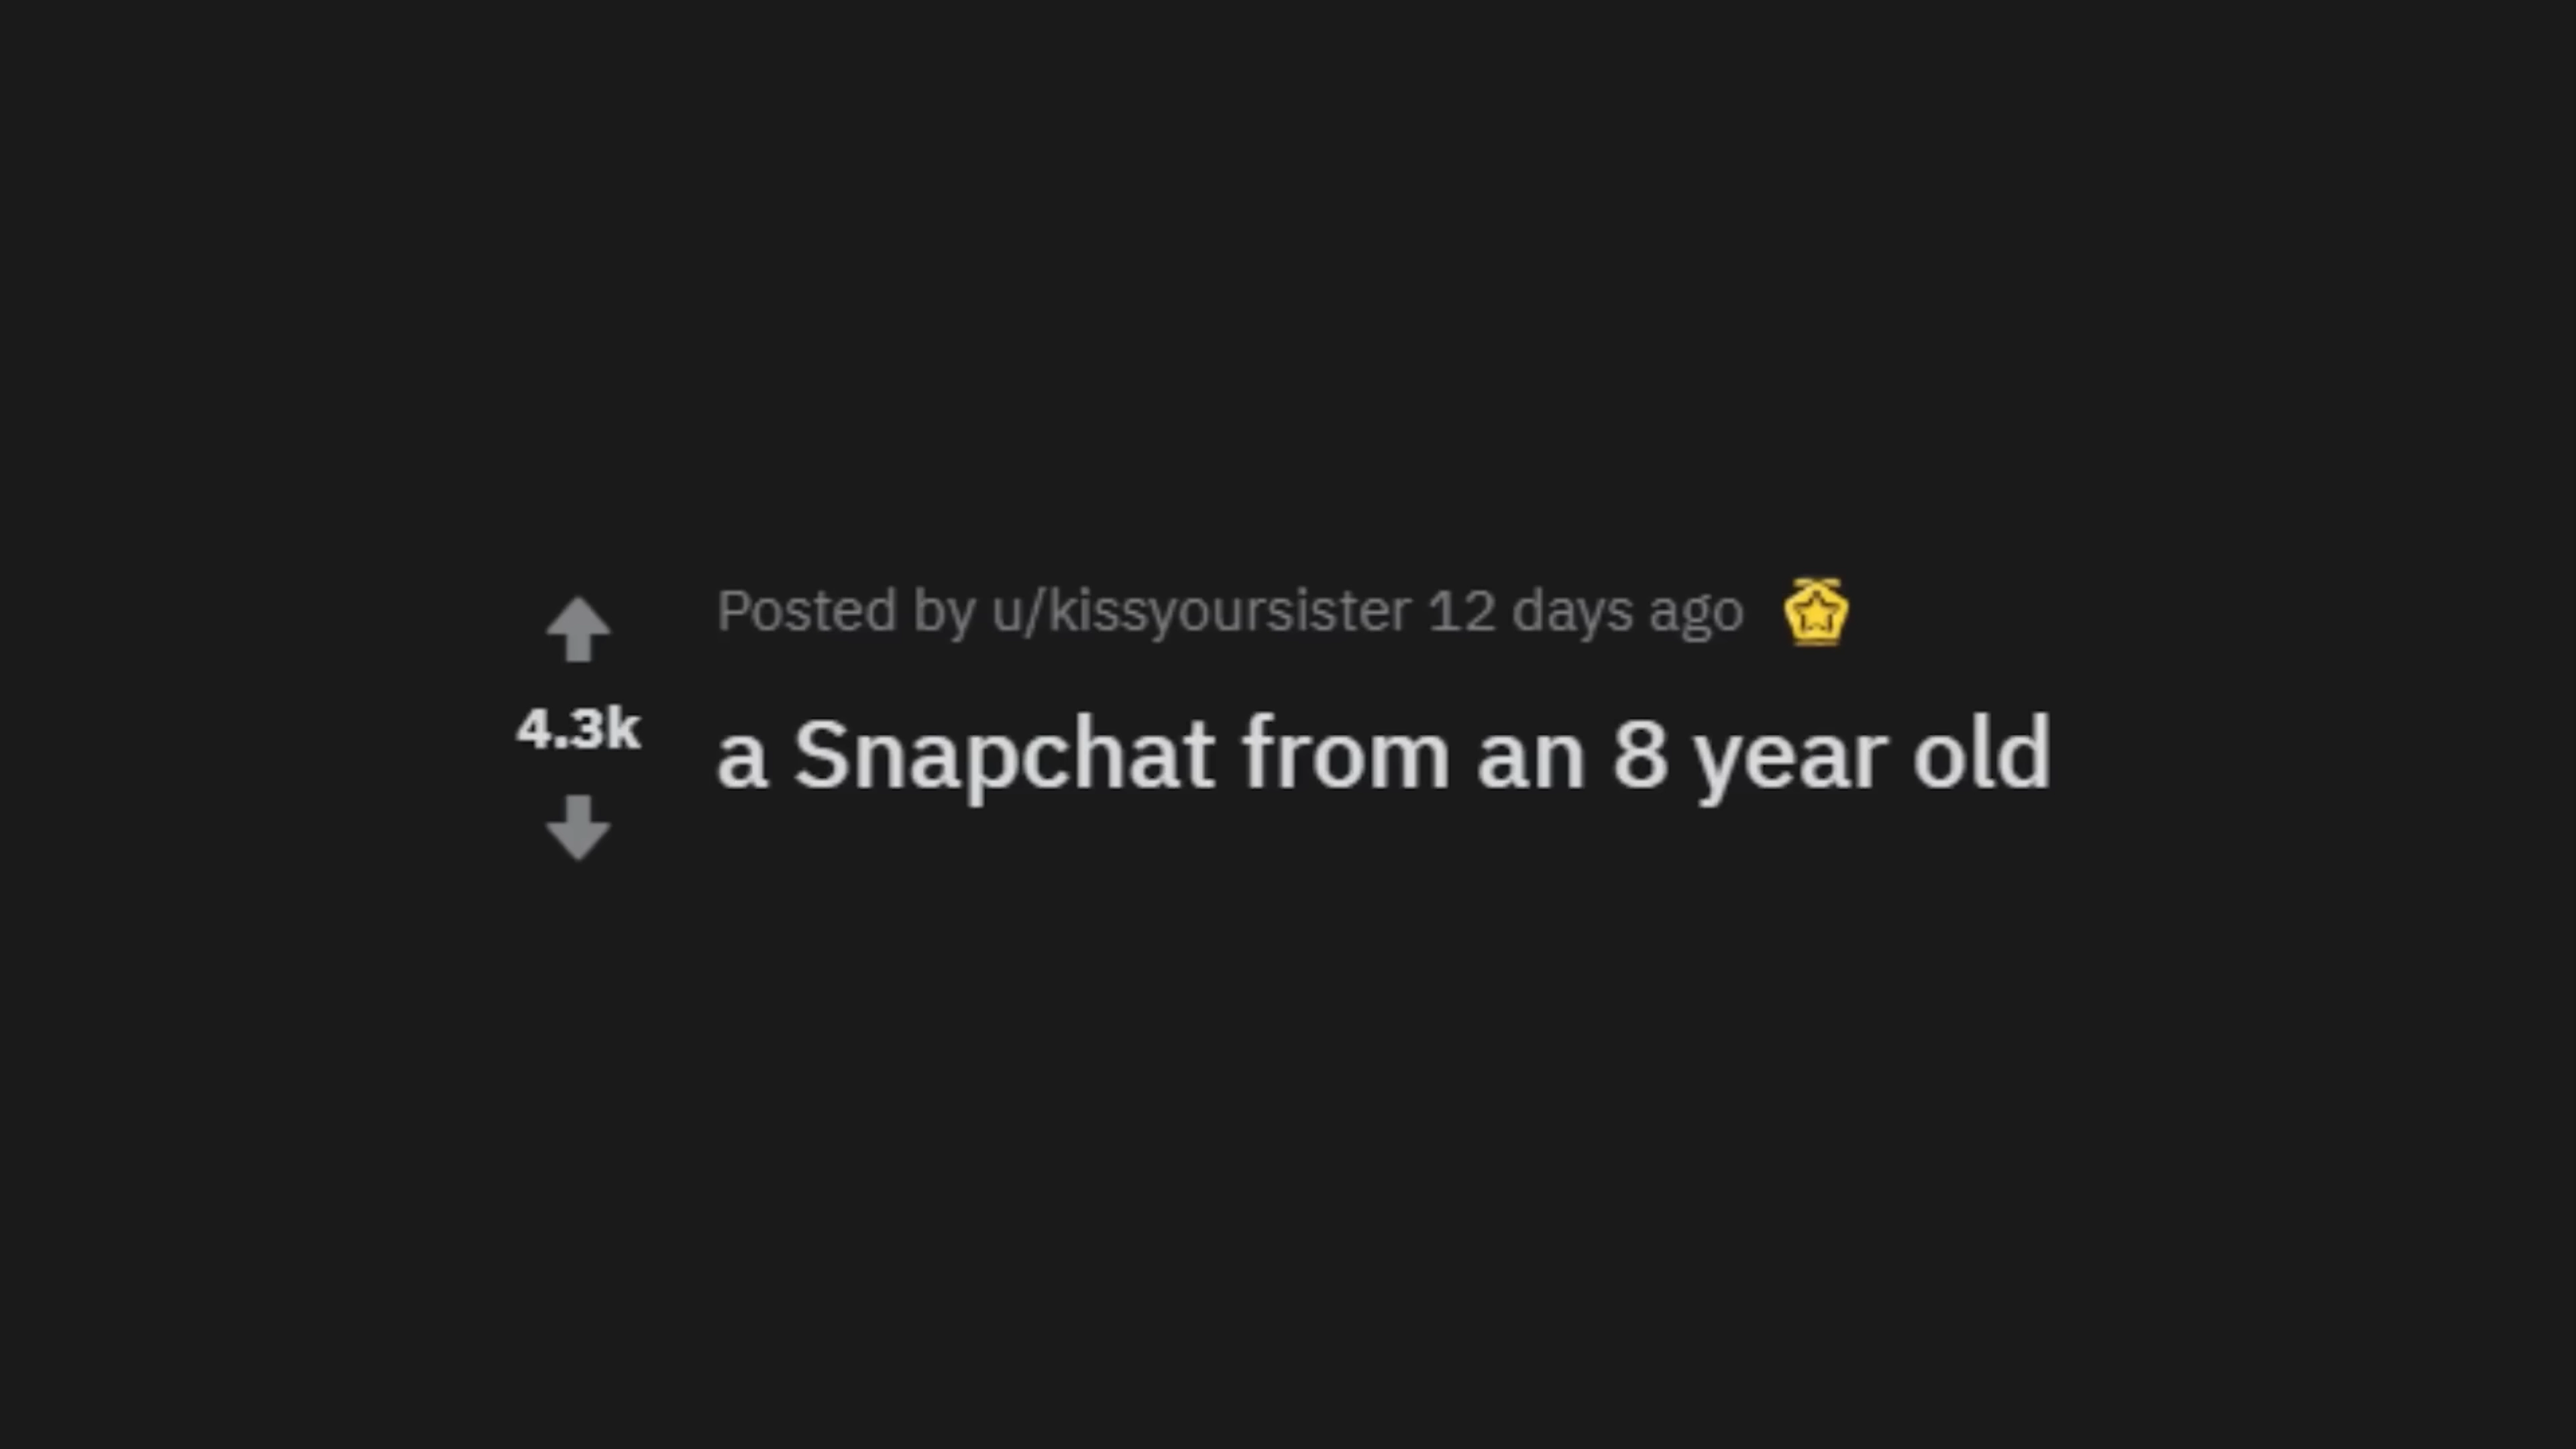 Posted by u/kissyoursister 12 days ago
4.3k
a Snapchat from an 8 year old